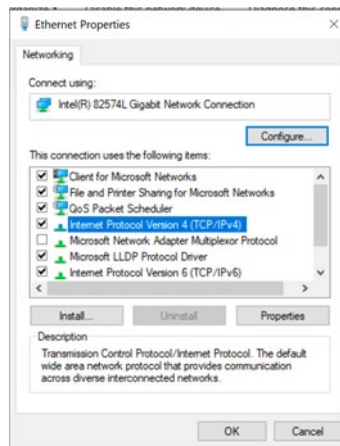 Ethernet Properties
Networking
Connect using:
Intel(R) 82574L Gigabit Network Connection
Configure...
This connection uses the following items:
Client for Microsoft Networks
File and Printer Sharing for Microsoft Networks
QoS Packet Scheduler
Internet Protocol Version 4 (TCP/IPv4)
Microsoft Network Adapter Multiplexor Protocol
Microsoft LLDP Protocol Driver
Internet Protocol Version 6 (TCP/IPv6)
Install... Uninstall Properties
Description
Transmission Control Protocol/Internet Protocol. The default
wide area network protocol that provides communication
across diverse interconnected networks.
OK Cancel